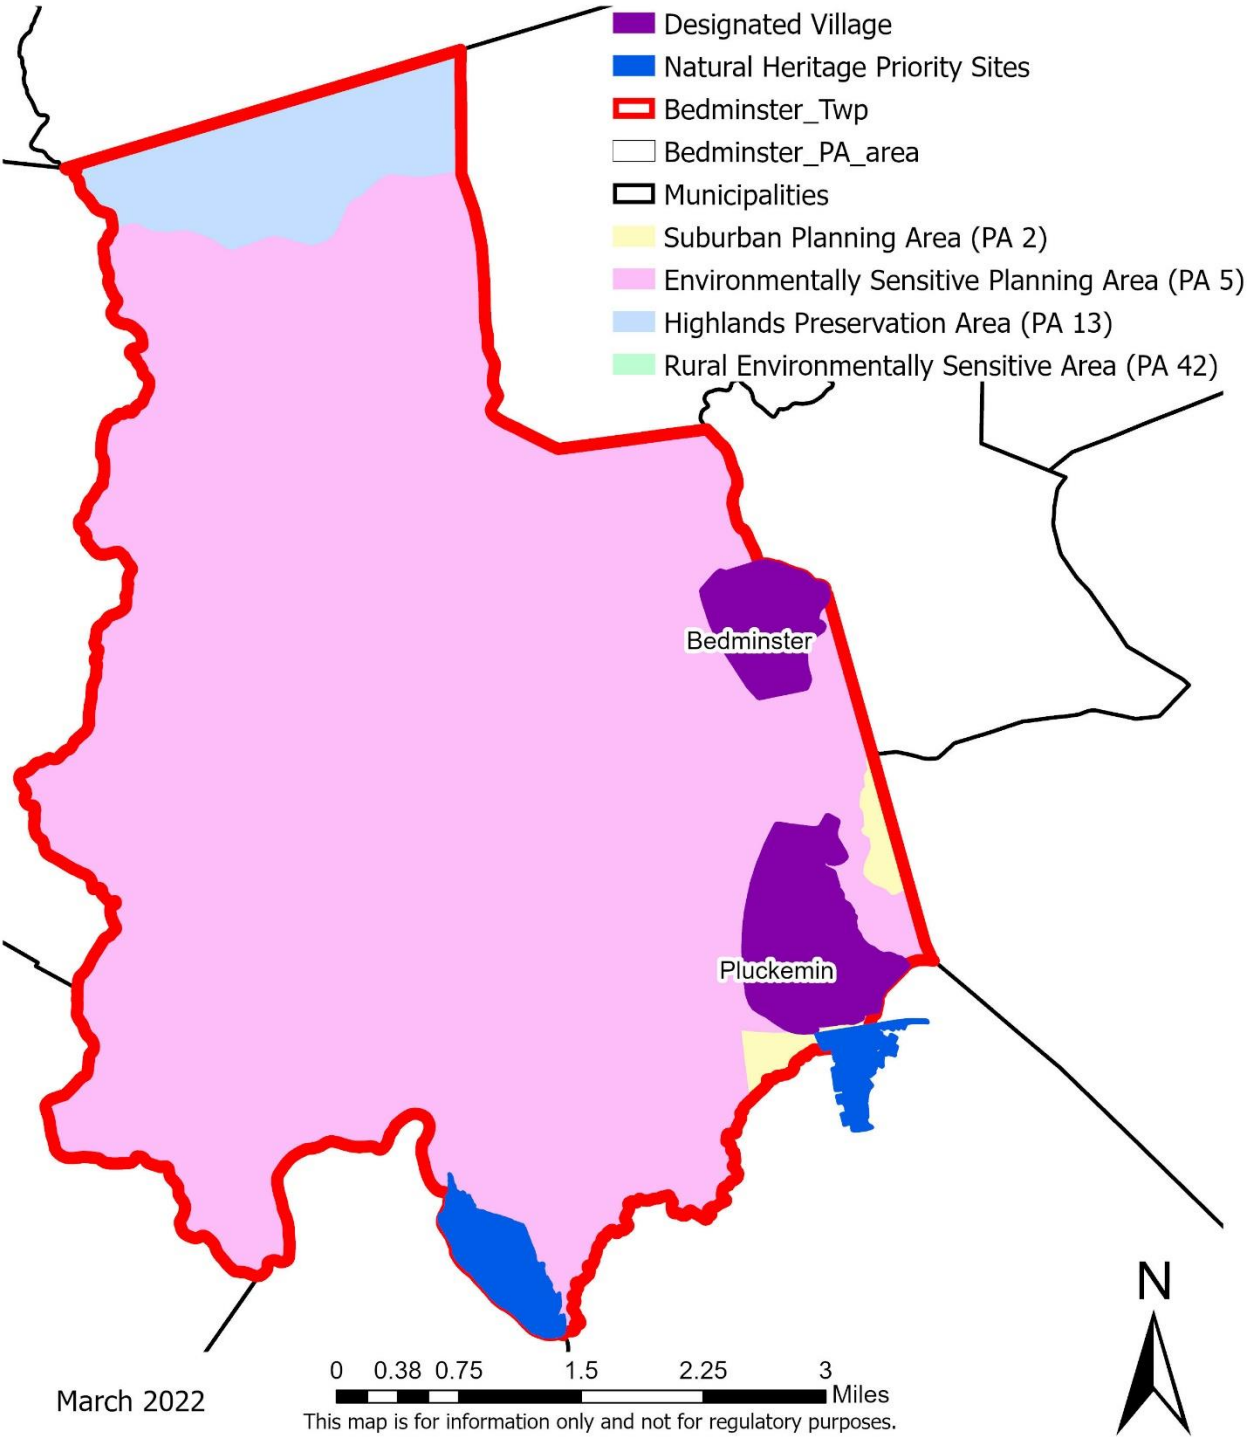 Designated Village
Natural Heritage Priority Sites
Bedminster_Twp
Bedminster_PA_area
Municipalities
Suburban Planning Area (PA 2)
Environmentally Sensitive Planning Area (PA 5)
Highlands Preservation Area (PA 13)
Rural Environmentally Sensitive Area (PA 42)
Bedminster
Pluckemin
N
0 0.38 0.75 1.5 2.25 3
Miles
March 2022
This map is for information only and not for regulatory purposes.